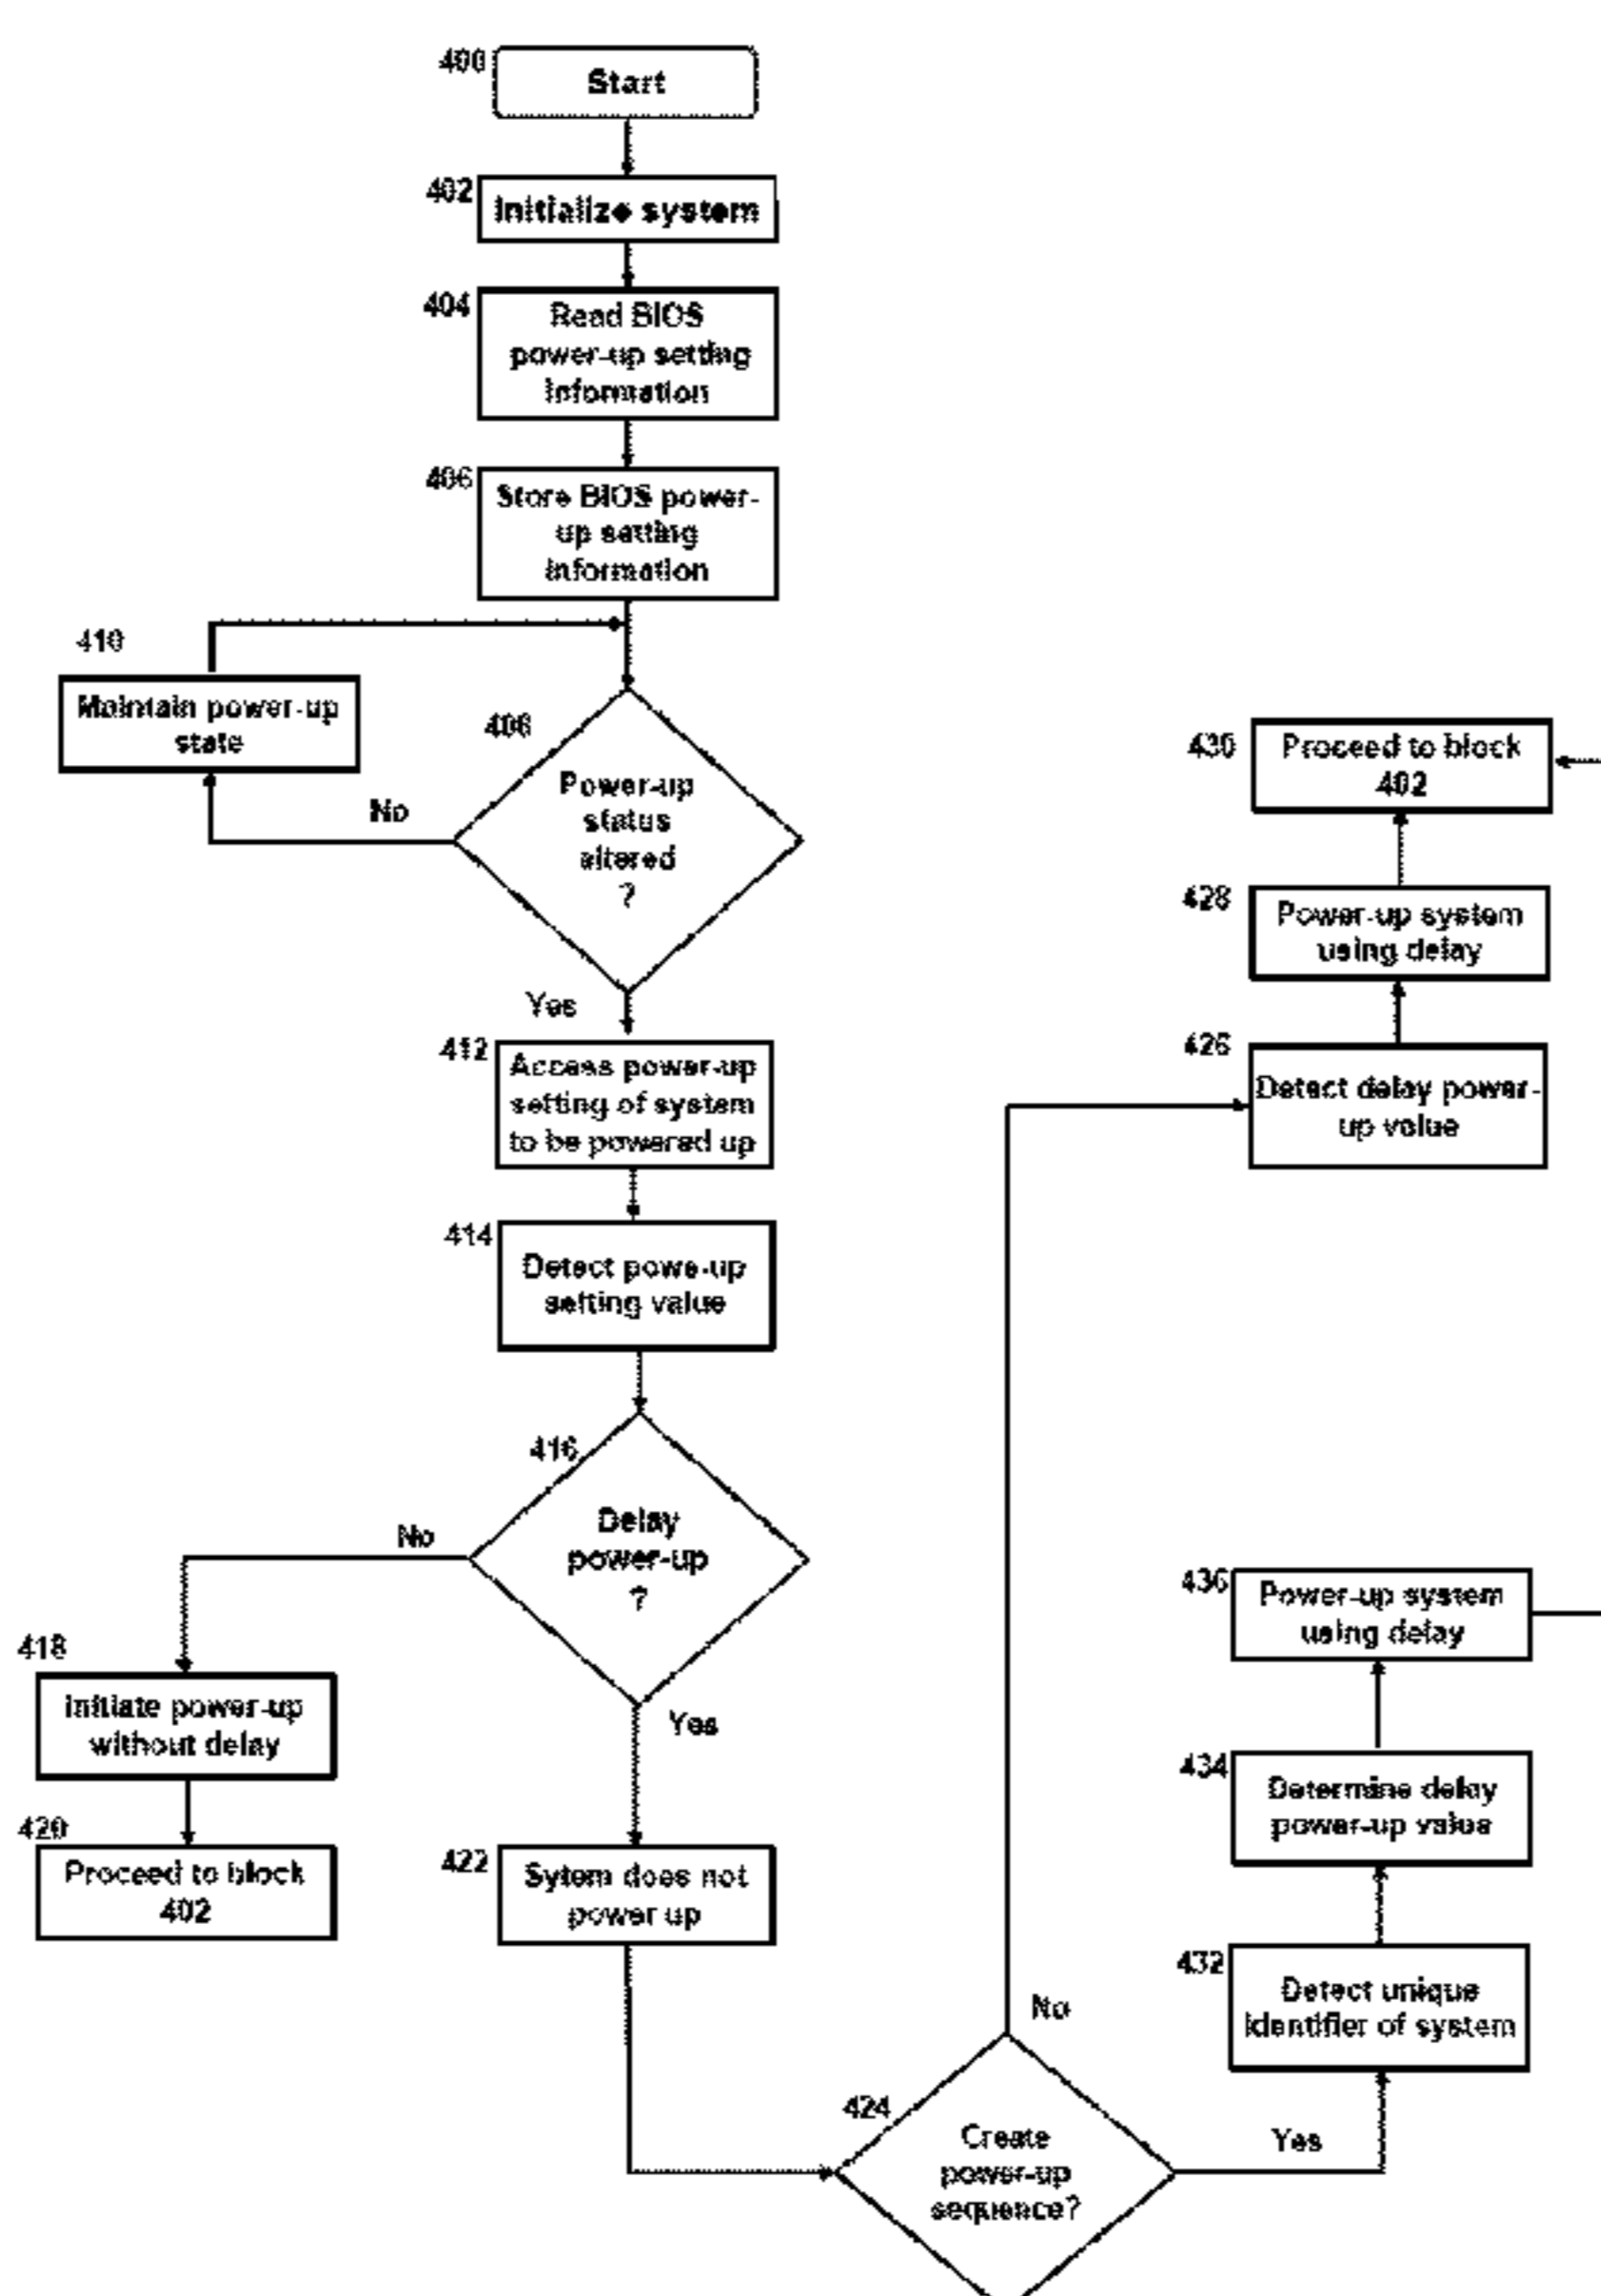 400
Start
402
Initialize system
404
Read BIOS
power-up setting
information
406
Store BIOS power-
up setting
information
410
Maintain power-up
state
408
Power-up
status
altered
?
No
Yes
412
Access power-up
setting of system
to be powered up
414
Detect powe-up
setting value
416
Delay
power-up
?
No
Yes
418
Initiate power-up
without delay
420
Proceed to block
402
422
Sytem does not
power up
424
Create
power-up
sequence?
No
Yes
430
Proceed to block
402
428
Power-up system
using delay
426
Detect delay power-
up value
436
Power-up system
using delay
434
Determine delay
power-up value
432
Detect unique
identifier of system